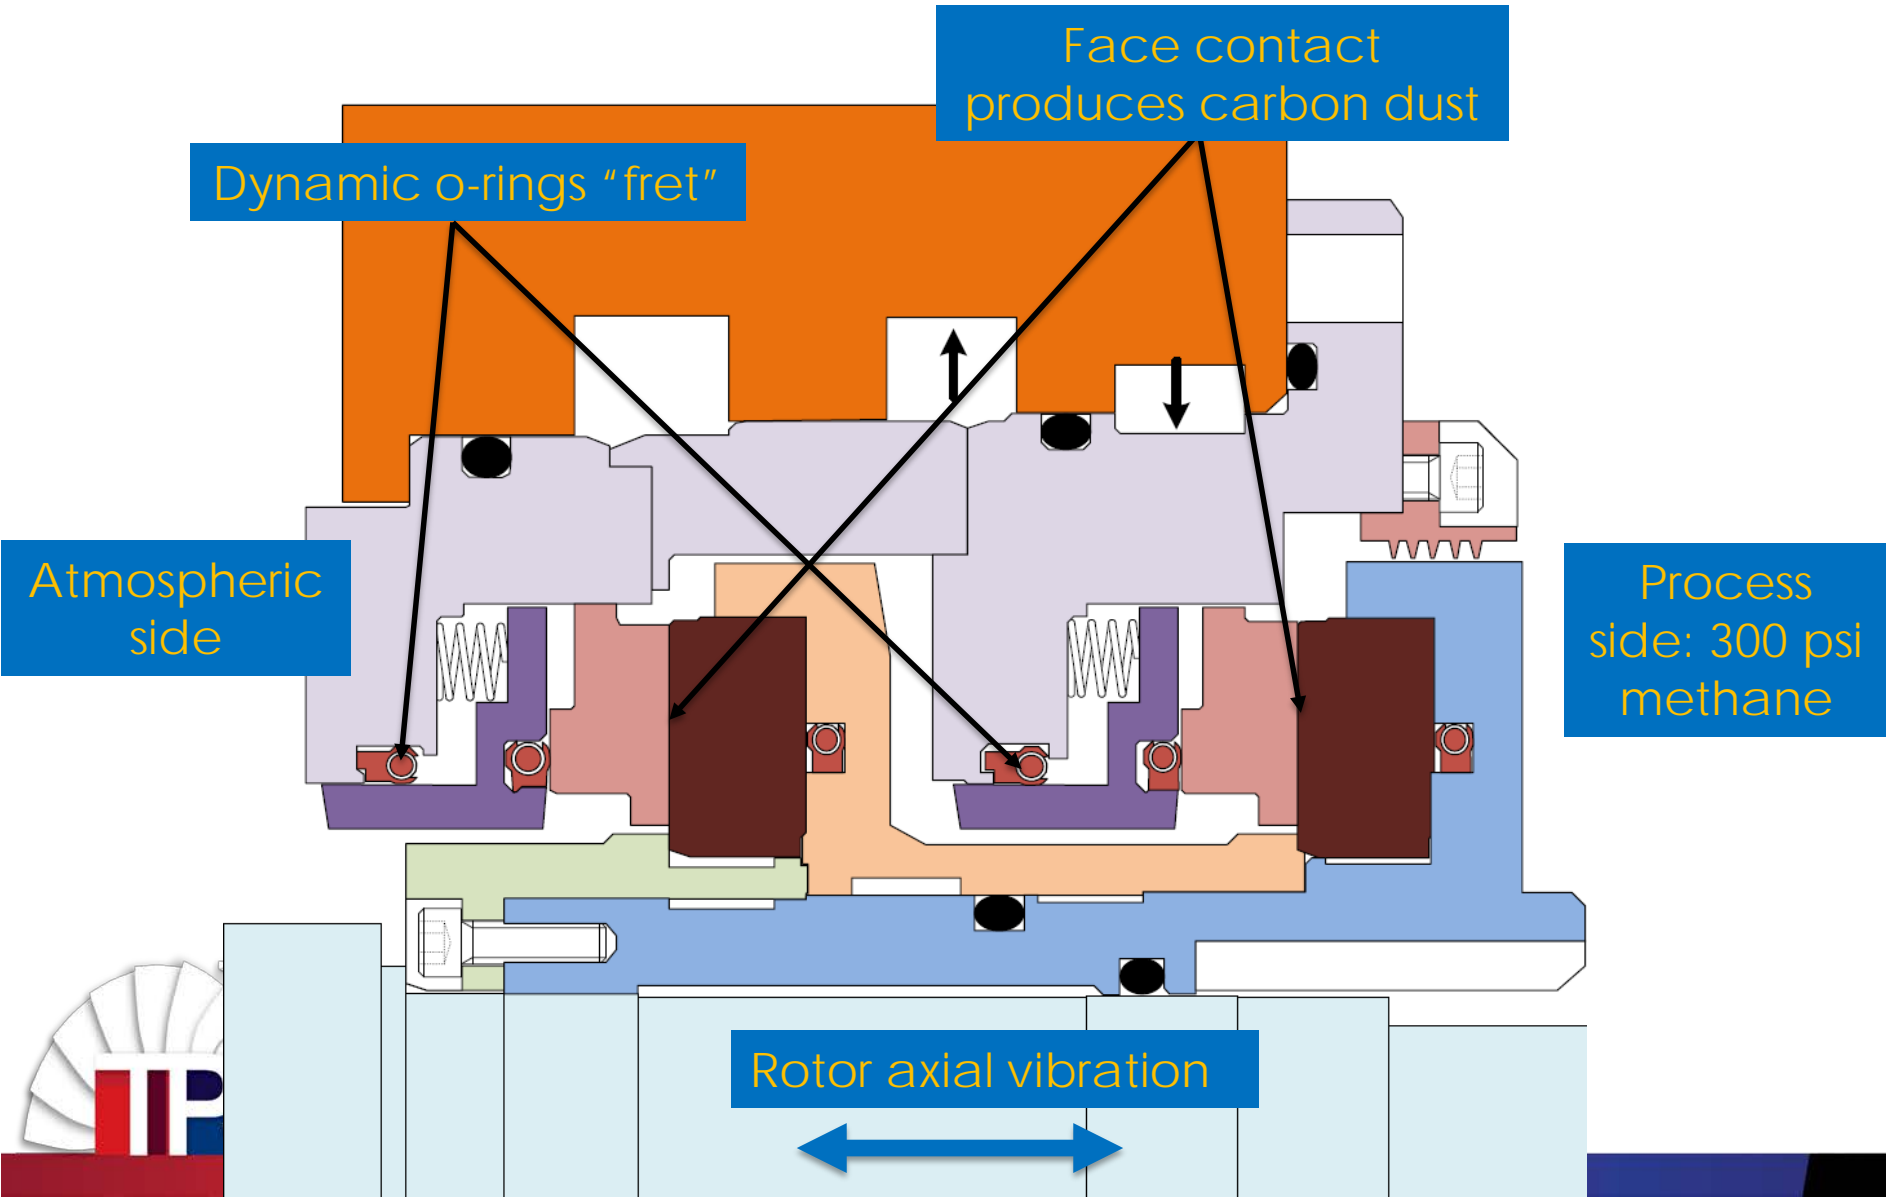 Face contact
produces carbon dust
Dynamic o-rings “fret”
Atmospheric
side
Process
side: 300 psi
methane
Rotor axial vibration